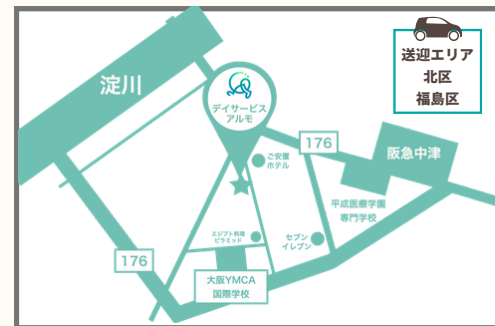 送迎エリア
北区
福島区
淀川
デイサービス
アルモ
176
阪急中津
ご安置
ホテル
平成医療学園
専門学校
エジプト料理
ピラミッド
セブン
イレブン
176
大阪YMCA
国際学校